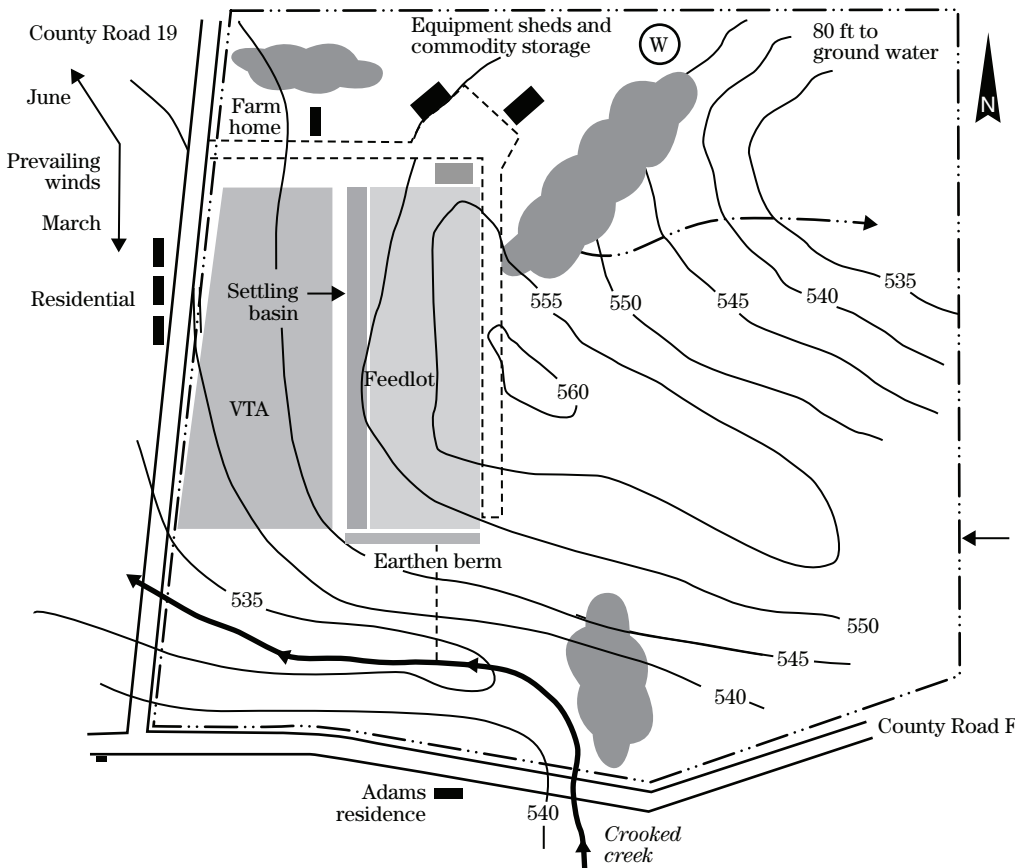 County Road 19
Equipment sheds and
commodity storage
W
80 ft to
ground water
N
June
Farm
home
Prevailing
winds
March
Residential
Settling
basin
555
550
545
540
535
Feedlot
560
VTA
Earthen berm
535
550
545
540
County Road F
Adams
residence
540
Crooked
creek